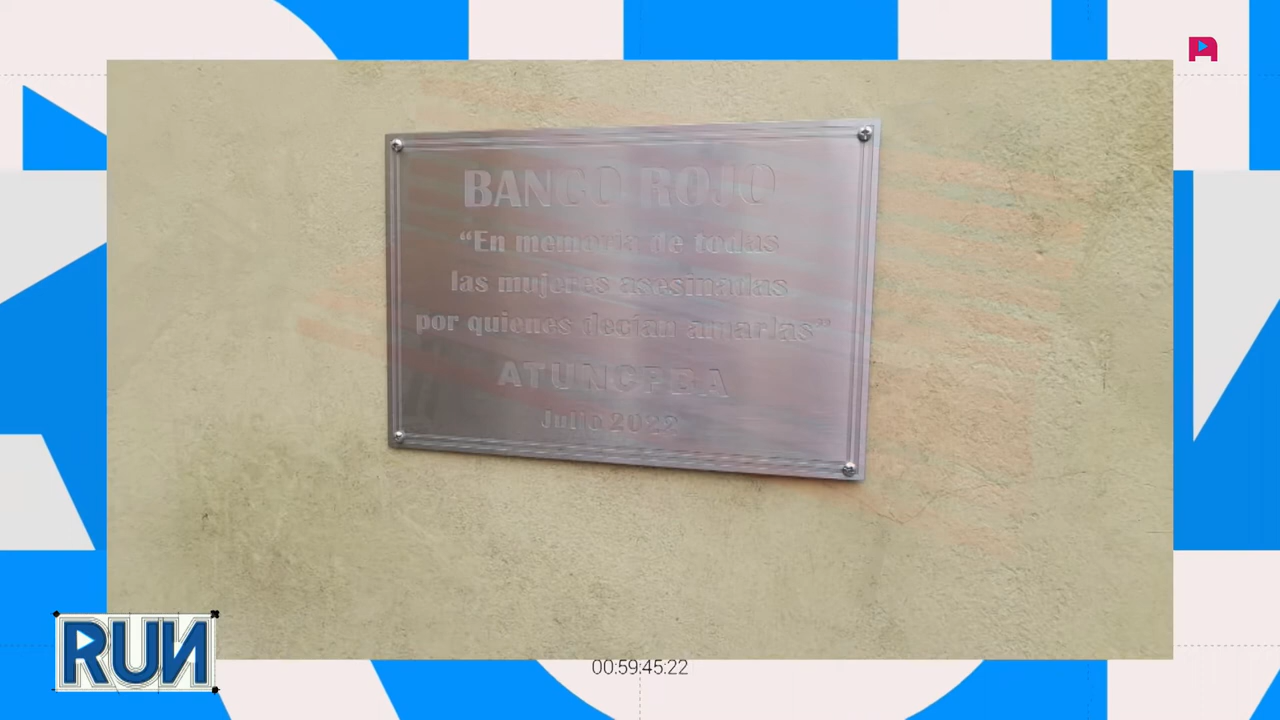 BANCO ROJO
“En memoria de todas
las mujeres asesinadas
por quienes decían amarlas”
ATUNCPBA
Julio 2022
RUN
00:59:45:22